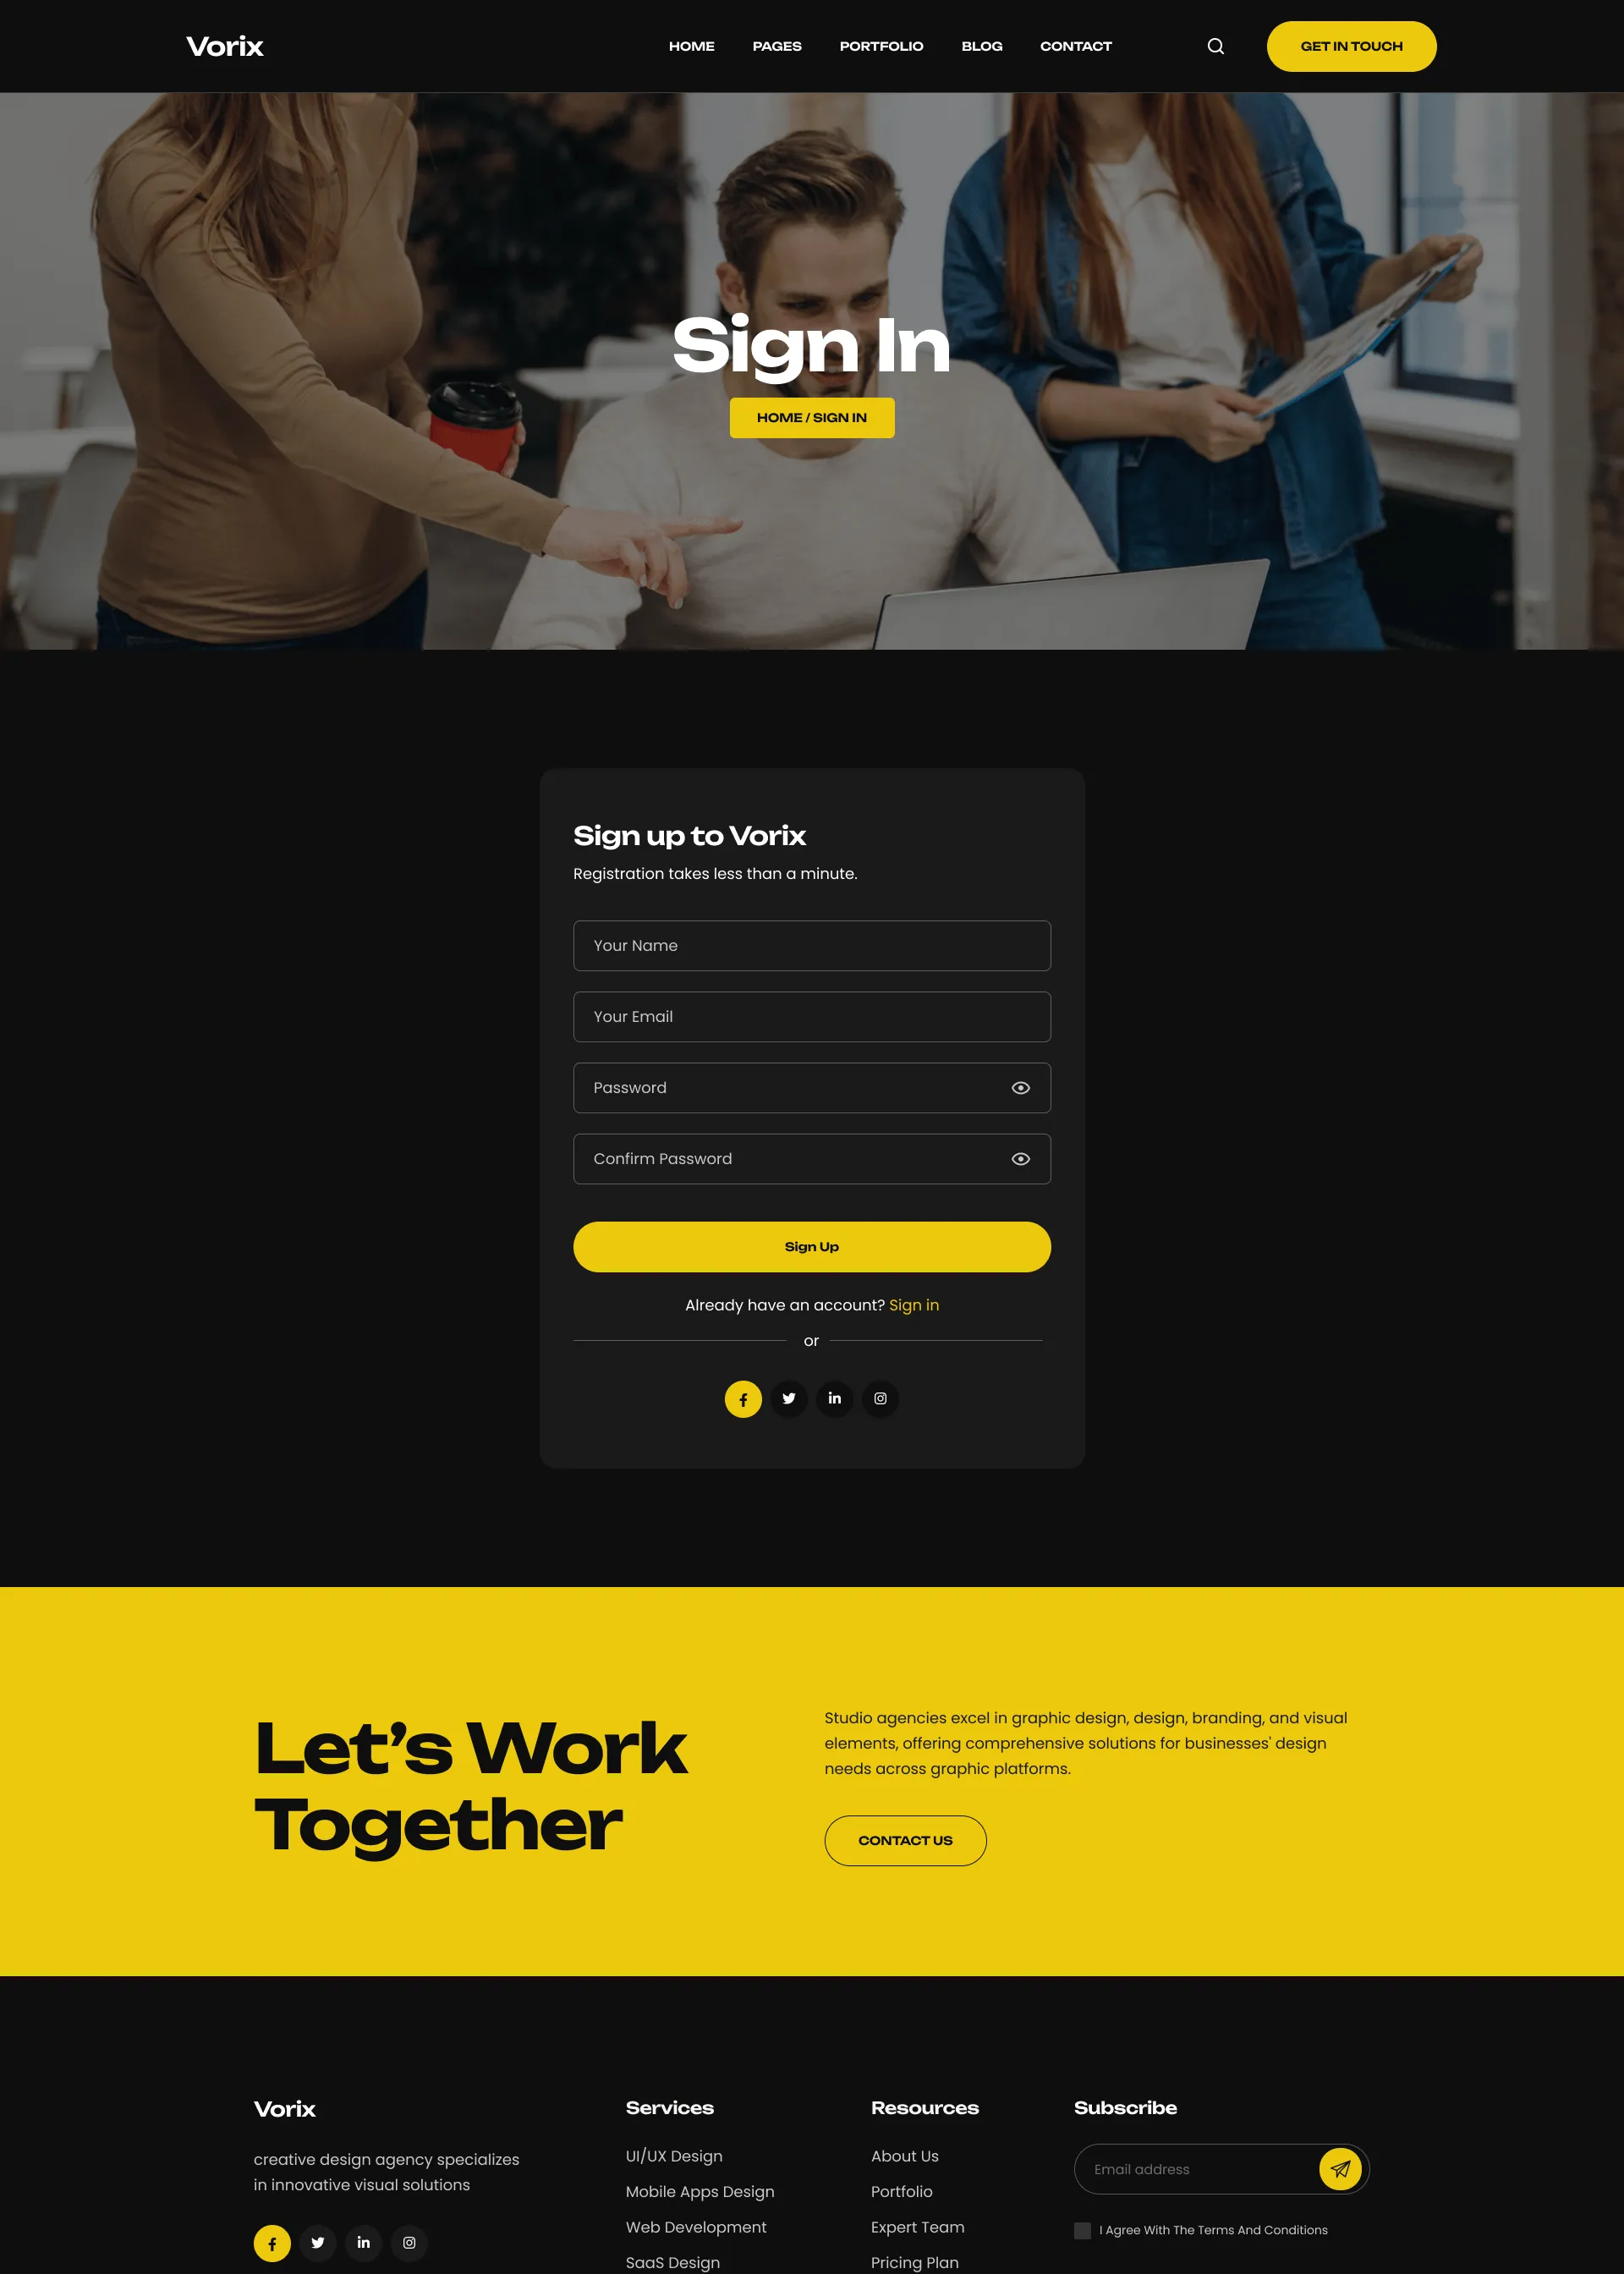 Vorix
HOME
PAGES
PORTFOLIO
BLOG
CONTACT
GET IN TOUCH
Sign In
HOME / SIGN IN
Sign up to Vorix
Registration takes less than a minute.
Your Name
Your Email
Password
Confirm Password
Sign Up
Already have an account? Sign in
or
Let’s Work
Together
Studio agencies excel in graphic design, design, branding, and visual
elements, offering comprehensive solutions for businesses' design
needs across graphic platforms.
CONTACT US
Vorix
creative design agency specializes
in innovative visual solutions
Services
UI/UX Design
Mobile Apps Design
Web Development
SaaS Design
Resources
About Us
Portfolio
Expert Team
Pricing Plan
Subscribe
Email address
I Agree With The Terms And Conditions